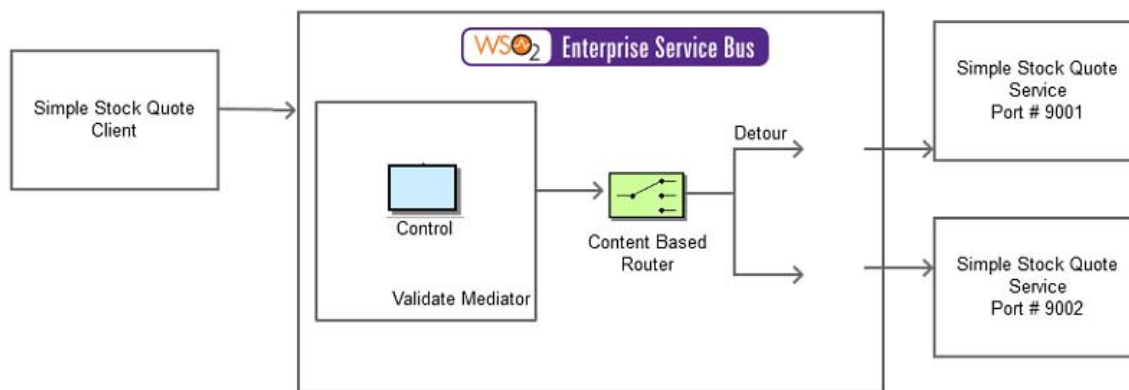 WSO2 Enterprise Service Bus
Simple Stock Quote
Client
Control
Validate Mediator
Content Based
Router
Detour
Simple Stock Quote
Service
Port # 9001
Simple Stock Quote
Service
Port # 9002